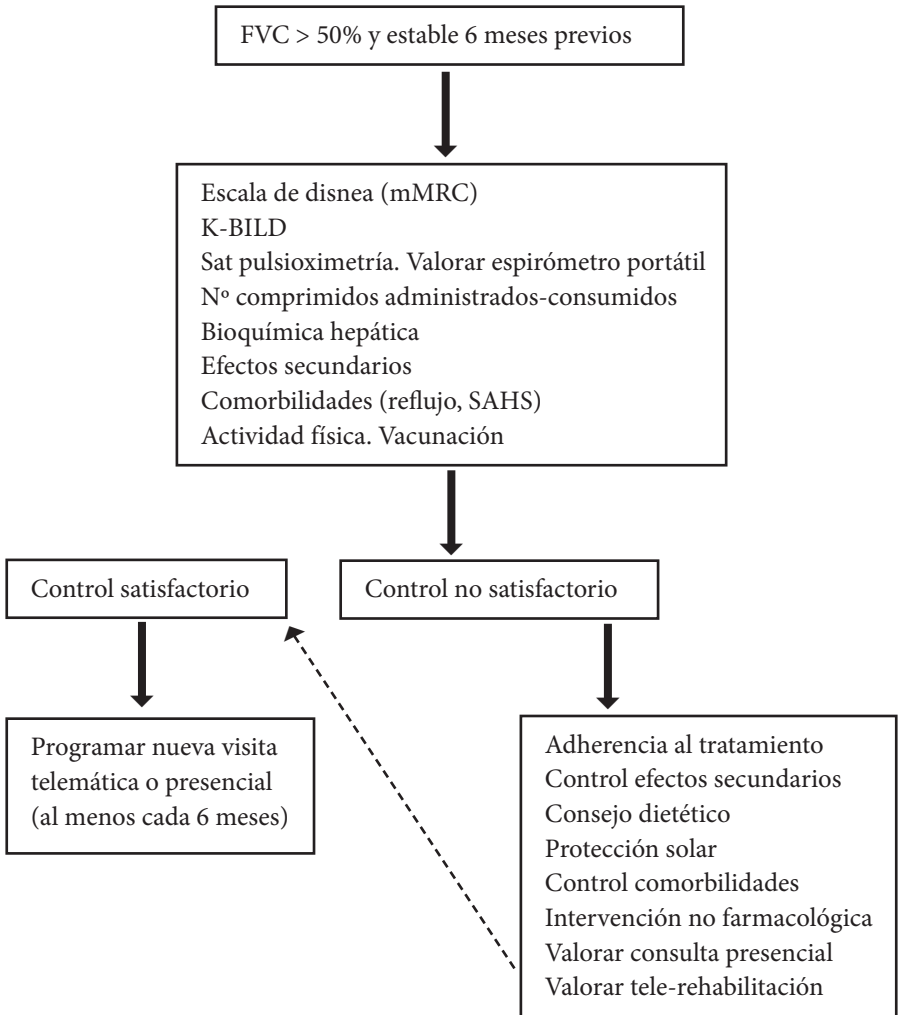 FVC > 50% y estable 6 meses previos
Escala de disnea (mMRC)
K-BILD
Sat pulsioximetría. Valorar espirómetro portátil
Nº comprimidos administrados-consumidos
Bioquímica hepática
Efectos secundarios
Comorbilidades (reflujo, SAHS)
Actividad física. Vacunación
Control satisfactorio
Control no satisfactorio
Programar nueva visita
telemática o presencial
(al menos cada 6 meses)
Adherencia al tratamiento
Control efectos secundarios
Consejo dietético
Protección solar
Control comorbilidades
Intervención no farmacológica
Valorar consulta presencial
Valorar tele-rehabilitación